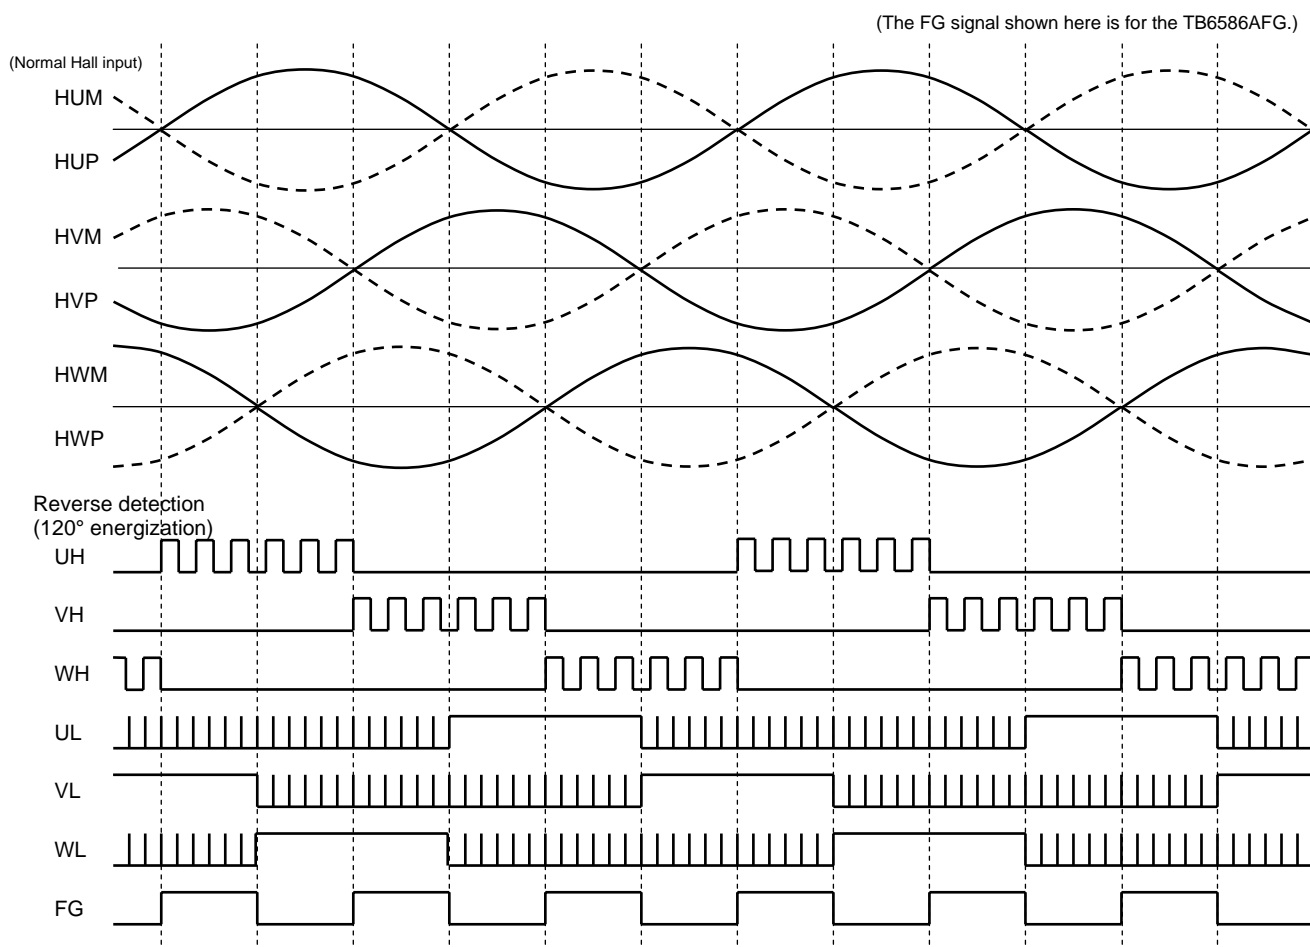 (The FG signal shown here is for the TB6586AFG.)
(Normal Hall input)
HUM
HUP
HVM
HVP
HWM
HWP
Reverse detection
(120° energization)
UH
VH
WH
UL
VL
WL
FG